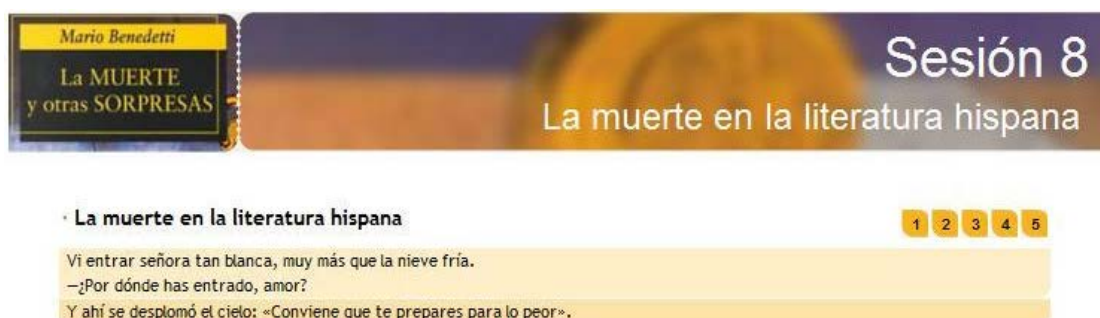 Mario Benedetti
La MUERTE
y otras SORPRESAS
Sesión 8
La muerte en la literatura hispana
· La muerte en la literatura hispana
1 2 3 4 5
Vi entrar señora tan blanca, muy más que la nieve fría.
—¿Por dónde has entrado, amor?
Y ahí se desplomó el cielo: «Conviene que te prepares para lo peor».